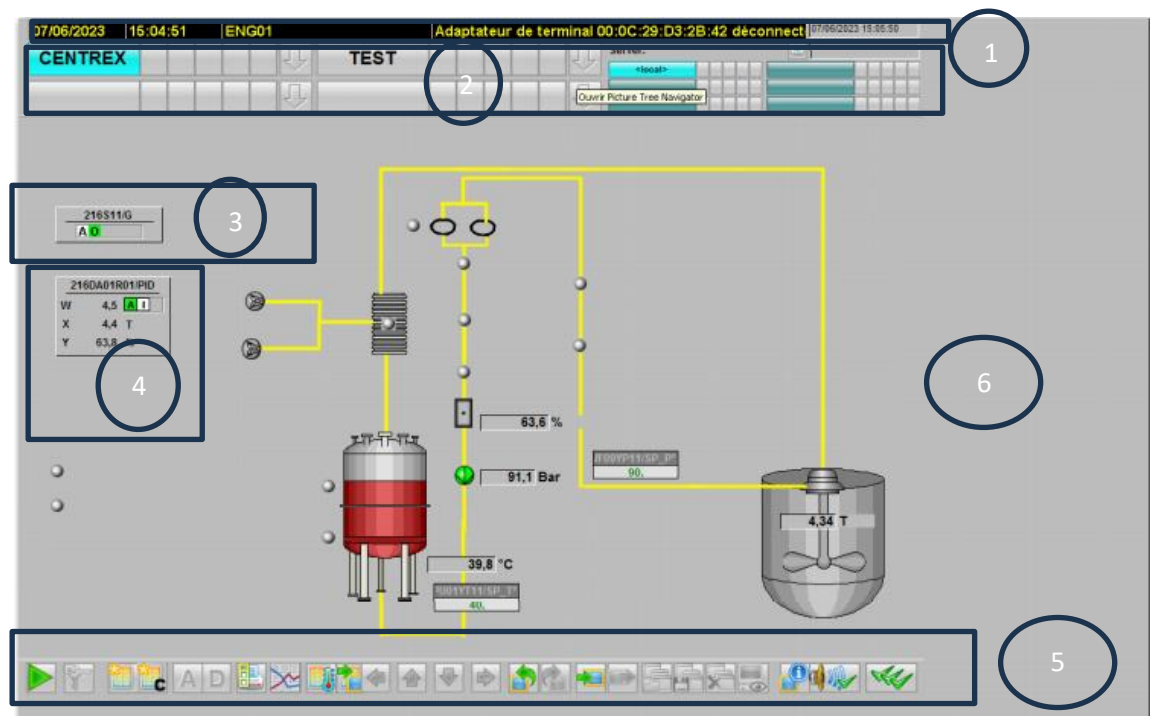 07/06/2023 15:04:51 ENG01 Adaptateur de terminal 00:0C:29:D3:2B:42 déconnect 07/06/2023 15:05:50
1
CENTREX TEST Server:
<local>
2
Ouvrir Picture Tree Navigator
3
216S11/G
A O
216DA01R01/PID
W 4,5 A I
X 4,4 T
Y 63,8
4
6
63,6 %
91,1 Bar
90,
4,34 T
39,8 °C
40,
5
C
A D